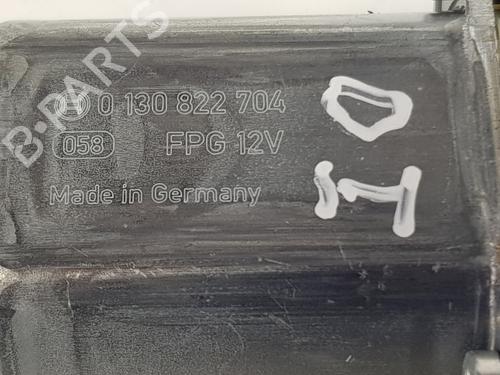 B-PARTS
0 130 822 704
058 FPG 12V
Made in Germany